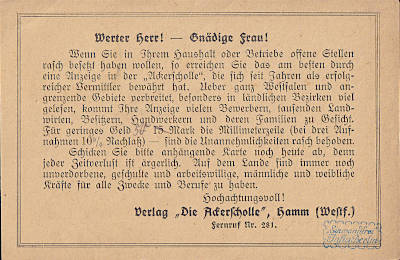 Werter Herr! — Gnädige Frau!
Wenn Sie in Ihrem Haushalt oder Betriebe offene Stellen
rasch besetzt haben wollen, so erreichen Sie das am besten durch
eine Anzeige in der „Ackerscholle“, die sich seit Jahren als erfolg-
reicher Vermittler bewährt hat. Ueber ganz Westfalen und an-
grenzende Gebiete verbreitet, besonders in ländlichen Bezirken viel
gelesen, kommt Ihre Anzeige vielen Bewerbern, tausenden Land-
wirten, Besitzern, Handwerkern und deren Familien zu Gesicht.
Für geringes Geld 15 Mark die Millimeterzeile (bei drei Auf-
nahmen 10% Nachlaß) — sind die Unannehmlichkeiten rasch behoben.
Schicken Sie bitte anhängende Karte noch heute ab, denn
jeder Zeitverlust ist ärgerlich. Auf dem Lande sind immer noch
unverdorbene, geschulte und arbeitswillige, männliche und weibliche
Kräfte für alle Zwecke und Berufe zu haben.
Hochachtungsvoll!
Verlag „Die Ackerscholle“, Hamm (Westf.)
Fernruf Nr. 281.